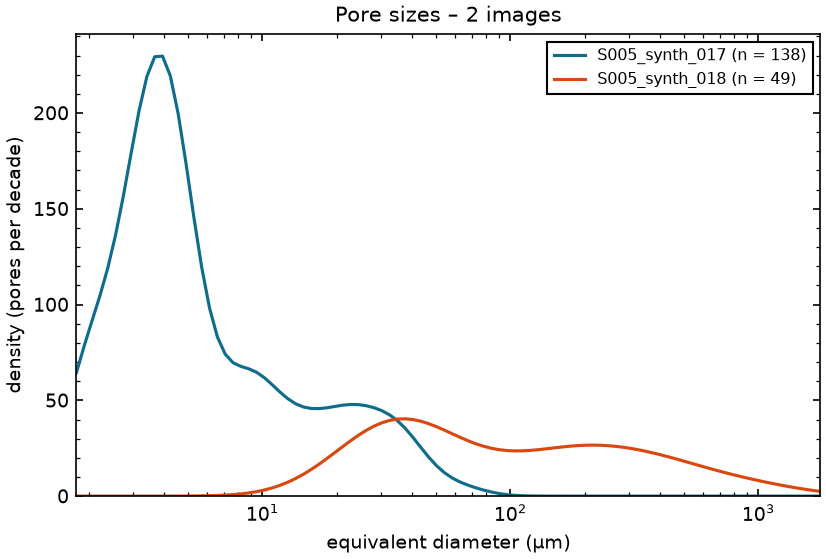 Pore sizes – 2 images
S005_synth_017 (n = 138)
S005_synth_018 (n = 49)
density (pores per decade)
200
150
100
50
0
10¹ 10² 10³
equivalent diameter (μm)